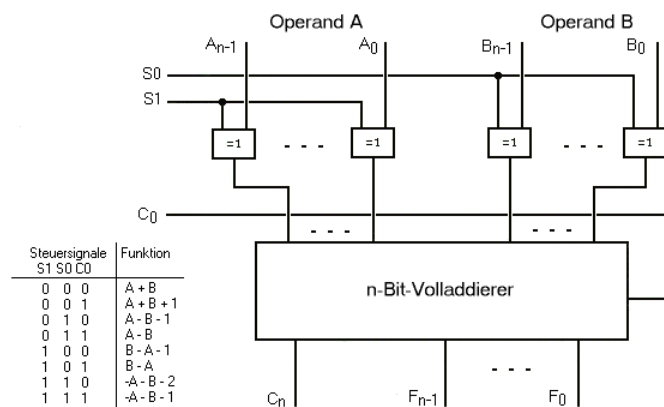 Operand A Operand B
An-1 A0 Bn-1 B0
S0
S1
=1 - - - =1 =1 - - - =1
C0
- - - - - -
n-Bit-Volladdierer
- - -
Cn Fn-1 F0
Steuersignale Funktion
S1 S0 C0
0 0 0 A + B
0 0 1 A + B + 1
0 1 0 A - B - 1
0 1 1 A - B
1 0 0 B - A - 1
1 0 1 B - A
1 1 0 -A - B - 2
1 1 1 -A - B - 1